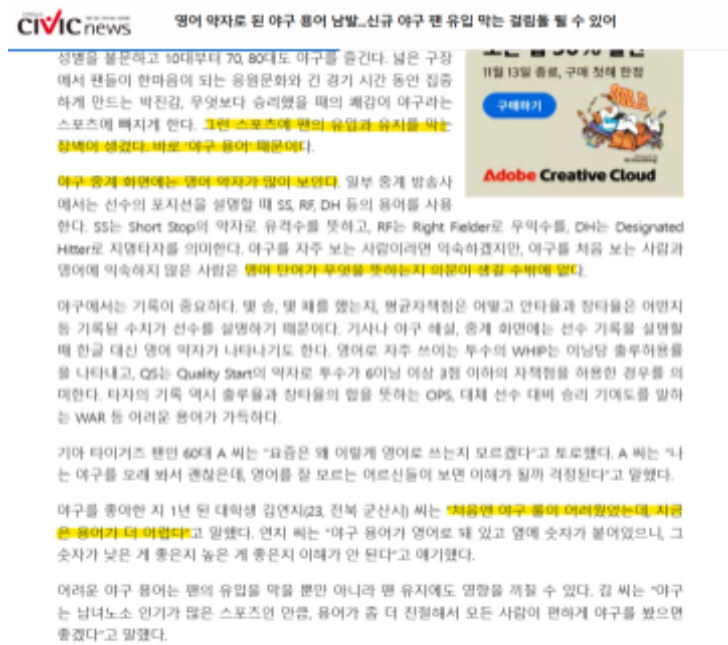 CIVICnews
영어 약자로 된 야구 용어 남발...신규 야구 팬 유입 막는 걸림돌 될 수 있어
성별을 불문하고 10대부터 70, 80대도 야구를 즐긴다. 넓은 구장
에서 팬들이 한마음이 되는 응원문화와 긴 경기 시간 동안 집중
하게 만드는 박진감, 무엇보다 승리했을 때의 쾌감이 야구라는
스포츠에 빠지게 한다. 그런 스포츠에 팬의 유입과 유지를 막는
장벽이 생겼다. 바로 '야구 용어' 때문이다.
11월 13일 종료, 구매 첫해 한정
구매하기
Adobe Creative Cloud
야구 중계 화면에는 영어 약자가 많이 보인다. 일부 중계 방송사
에서는 선수의 포지션을 설명할 때 SS, RF, DH 등의 용어를 사용
한다. SS는 Short Stop의 약자로 유격수를 뜻하고, RF는 Right Fielder로 우익수를, DH는 Designated
Hitter로 지명타자를 의미한다. 야구를 자주 보는 사람이라면 익숙하겠지만, 야구를 처음 보는 사람과
영어에 익숙하지 않은 사람은 영어 단어가 무엇을 뜻하는지 의문이 생길 수밖에 없다.
야구에서는 기록이 중요하다. 몇 승, 몇 패를 했는지, 평균자책점은 어떻고 안타율과 장타율은 어떤지
등 기록된 수치가 선수를 설명하기 때문이다. 기사나 야구 해설, 중계 화면에는 선수 기록을 설명할
때 한글 대신 영어 약자가 나타나기도 한다. 영어로 자주 쓰이는 투수의 WHIP는 이닝당 출루허용률
을 나타내고, QS는 Quality Start의 약자로 투수가 6이닝 이상 3점 이하의 자책점을 허용한 경우를 의
미한다. 타자의 기록 역시 출루율과 장타율의 합을 뜻하는 OPS, 대체 선수 대비 승리 기여도를 말하
는 WAR 등 어려운 용어가 가득하다.
기아 타이거즈 팬인 60대 A 씨는 "요즘은 왜 이렇게 영어로 쓰는지 모르겠다"고 토로했다. A 씨는 "나
는 야구를 오래 봐서 괜찮은데, 영어를 잘 모르는 어르신들이 보면 이해가 될까 걱정된다"고 말했다.
야구를 좋아한 지 1년 된 대학생 김연지(23, 전북 군산시) 씨는 "처음엔 야구 룰이 어려웠었는데, 지금
은 용어가 더 어렵다"고 말했다. 연지 씨는 "야구 용어가 영어로 돼 있고 옆에 숫자가 붙어있으니, 그
숫자가 낮은 게 좋은지 높은 게 좋은지 이해가 안 된다"고 얘기했다.
어려운 야구 용어는 팬의 유입을 막을 뿐만 아니라 팬 유지에도 영향을 끼칠 수 있다. 김 씨는 "야구
는 남녀노소 인기가 많은 스포츠인 만큼, 용어가 좀 더 친절해서 모든 사람이 편하게 야구를 봤으면
좋겠다"고 말했다.